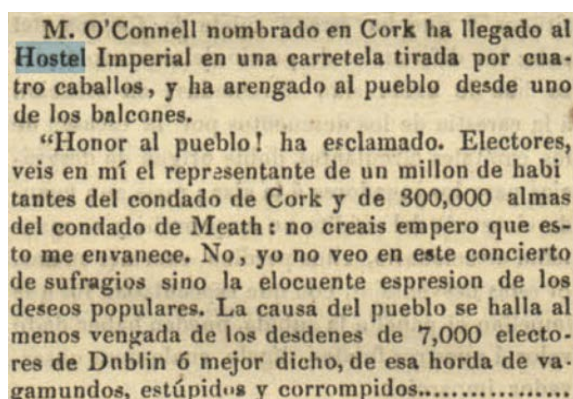 M. O'Connell nombrado en Cork ha llegado al
Hostel Imperial en una carretela tirada por cua-
tro caballos, y ha arengado al pueblo desde uno
de los balcones.
“Honor al pueblo! ha esclamado. Electores,
veis en mí el representante de un millon de habi
tantes del condado de Cork y de 300,000 almas
del condado de Meath: no creais empero que es-
to me envanece. No, yo no veo en este concierto
de sufragios sino la elocuente espresion de los
deseos populares. La causa del pueblo se halla al
menos vengada de los desdenes de 7,000 electo-
res de Dnblin ó mejor dicho, de esa horda de va-
gamundos, estúpidos y corrompidos................